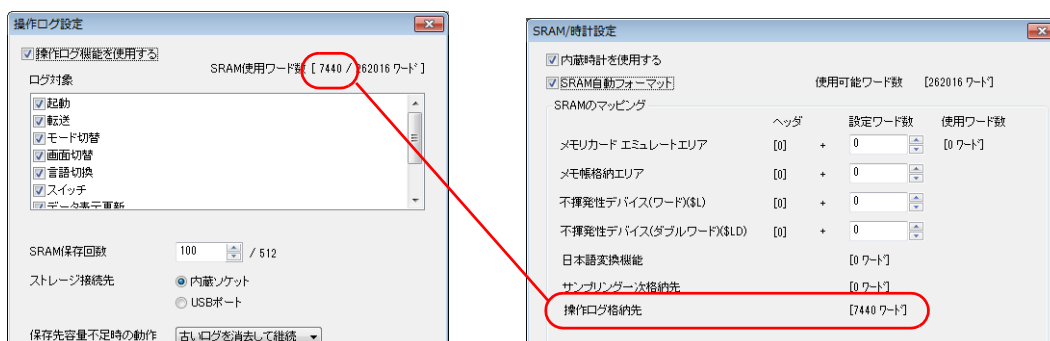 操作ログ設定
操作ログ機能を使用する
SRAM使用ワード数 [ 7440 / 262016 ワード ]
ログ対象
起動
転送
モード切替
画面切替
言語切換
スイッチ
データ表示更新
SRAM保存回数 100 / 512
ストレージ接続先 内蔵ソケット
USBポート
保存先容量不足時の動作 古いログを消去して継続
SRAM/時計設定
内蔵時計を使用する
SRAM自動フォーマット 使用可能ワード数 [262016 ワード]
SRAMのマッピング
ヘッダ 設定ワード数 使用ワード数
メモリカード エミュレートエリア [0] + 0 [0 ワード]
メモ帳格納エリア [0] + 0
不揮発性デバイス(ワード)($L) [0] + 0
不揮発性デバイス(ダブルワード)($LD) [0] + 0
日本語変換機能 [0 ワード]
サンプリング一次格納先 [0 ワード]
操作ログ格納先 [7440 ワード]